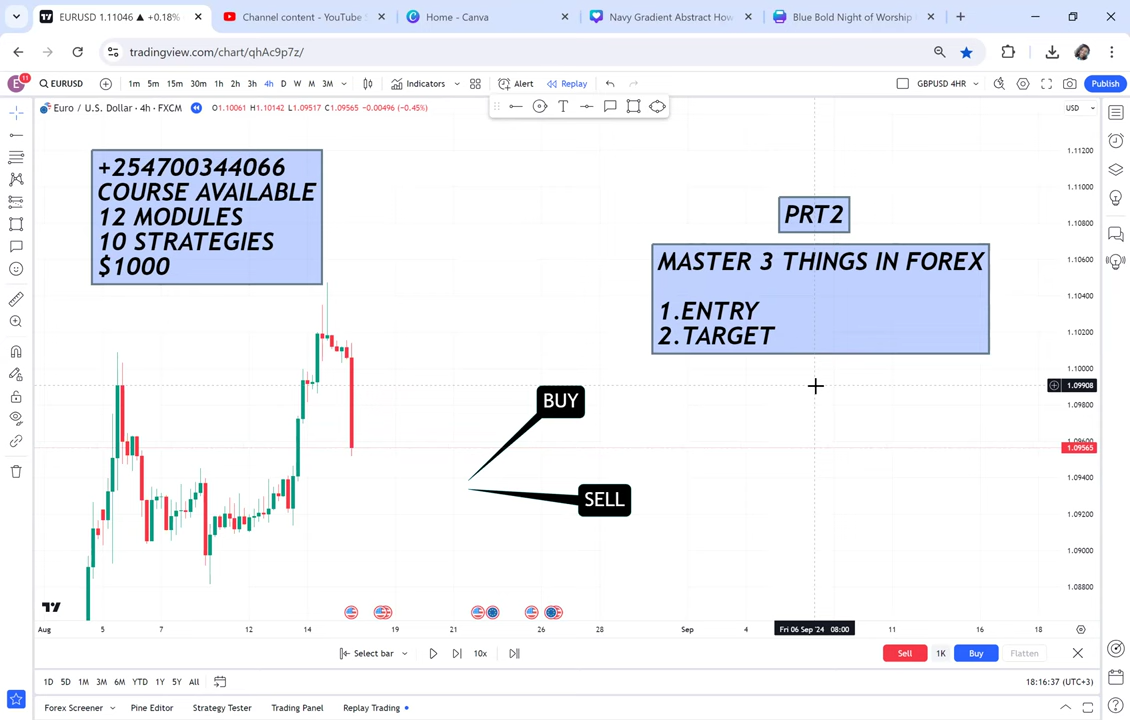 EURUSD 1.11046 ▲ +0.18%
Channel content - YouTube S
Home - Canva
Navy Gradient Abstract How
Blue Bold Night of Worship
tradingview.com/chart/qhAc9p7z/
E
11
EURUSD
1m 5m 15m 30m 1h 2h 3h 4h D W M 3M
Indicators
Alert
Replay
GBPUSD 4HR
Publish
Euro / U.S. Dollar · 4h · FXCM
O1.10061 H1.10142 L1.09517 C1.09565 -0.00496 (-0.45%)
USD
+254700344066
COURSE AVAILABLE
12 MODULES
10 STRATEGIES
$1000
PRT2
MASTER 3 THINGS IN FOREX
1.ENTRY
2.TARGET
BUY
SELL
1.11200
1.11000
1.10800
1.10600
1.10400
1.10200
1.10000
1.09908
1.09800
1.09565
1.09400
1.09200
1.09000
1.08800
Aug 5 7 12 14 19 21 26 28 Sep 4 Fri 06 Sep '24 08:00 11 16 18
Select bar
10x
Sell
1K
Buy
Flatten
1D 5D 1M 3M 6M YTD 1Y 5Y All
18:16:37 (UTC+3)
Forex Screener
Pine Editor
Strategy Tester
Trading Panel
Replay Trading